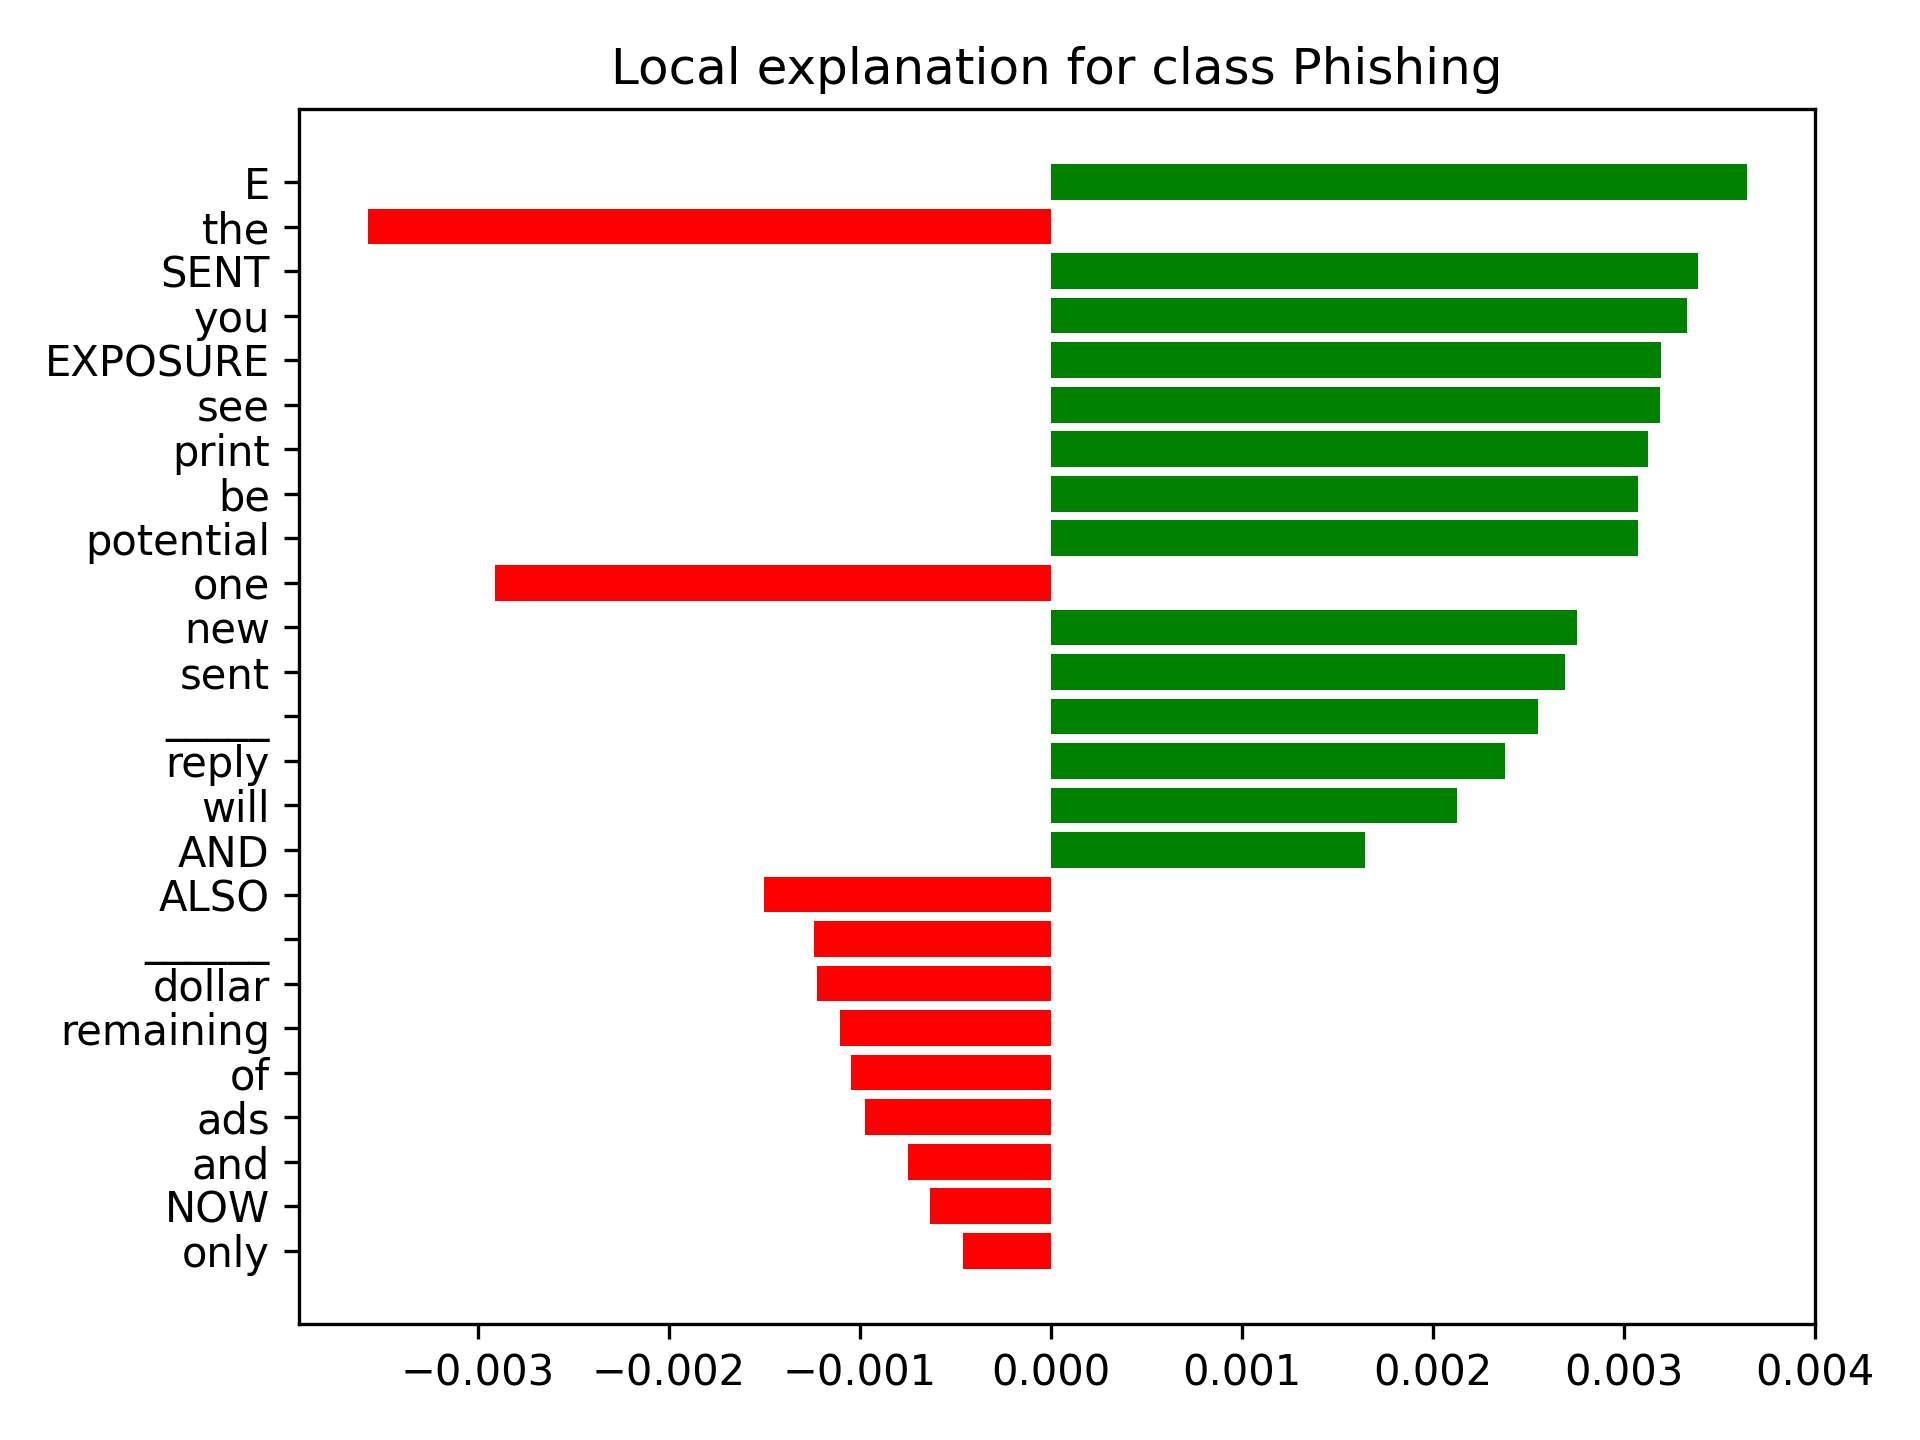 Local explanation for class Phishing
E
the
SENT
you
EXPOSURE
see
print
be
potential
one
new
sent
_____
reply
will
AND
ALSO
______
dollar
remaining
of
ads
and
NOW
only
−0.003 −0.002 −0.001 0.000 0.001 0.002 0.003 0.004